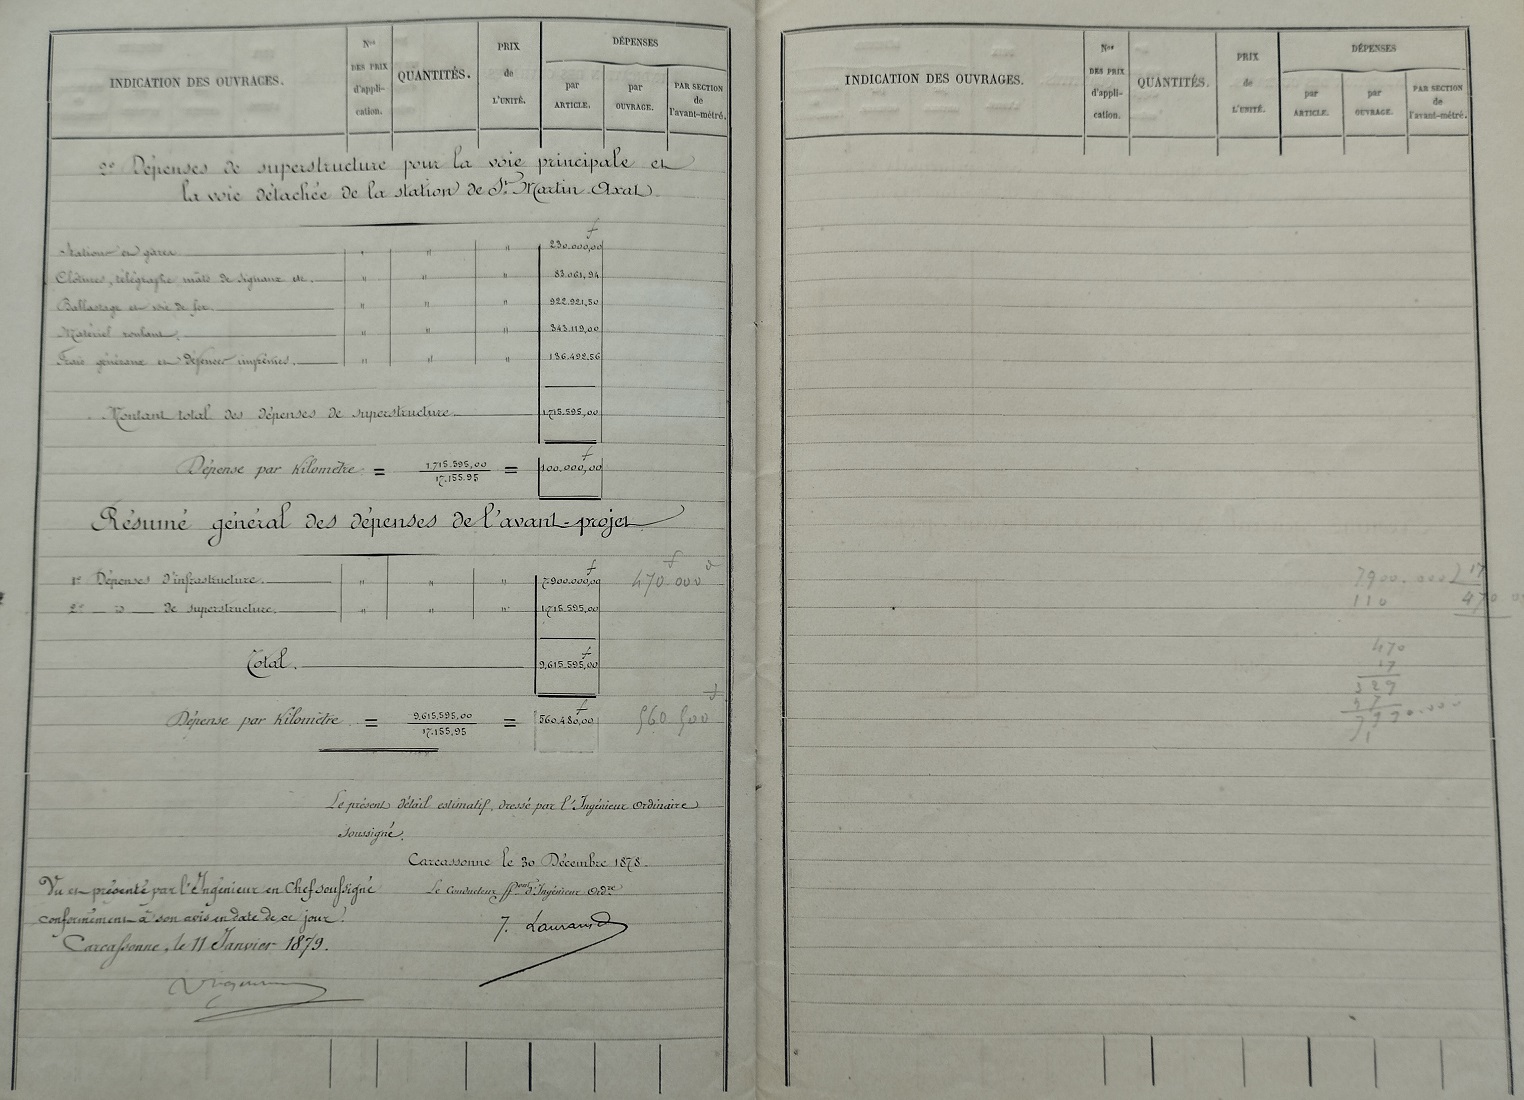 INDICATION DES OUVRAGES.
Nos DES PRIX d'appli- cation.
QUANTITÉS.
PRIX de L'UNITÉ.
DÉPENSES
par ARTICLE.
par OUVRAGE.
PAR SECTION de l'avant-métré.
2º Dépenses de superstructure pour la voie principale et
la voie détachée de la station de St Martin-Axat.
f
Stations et gares. " " " 230.000,00
Clôtures, télégraphe mâts de signaux etc. " " " 83.061,94
Ballastage et voie de fer. " " " 922.921,50
Matériel roulant. " " " 343.119,00
Frais généraux et dépenses imprévues. " " " 136.492,56
Montant total des dépenses de superstructure 1.715.595,00
f
Dépense par Kilomètre = 1.715.595,00 / 17.155.95 = 100.000,00
Résumé général des dépenses de l'avant-projet
f f
1º Dépenses d'infrastructure. " " " 7.900.000,00 470.000
2º — d — de superstructure. " " " 1.715.595,00
f
Total. 9,615.595,00
f
Dépense par Kilomètre = 9,615,595,00 / 17.155,95 = 560.480,00 560 500
Le présent détail estimatif, dressé par l'Ingénieur Ordinaire
soussigné.
Carcassonne le 30 Décembre 1878.
Le Conducteur ffons d'Ingénieur Ordre
J. Lauraud
Vu et présenté par l'Ingénieur en Chef soussigné
conformément à son avis en date de ce jour.
Carcassonne, le 11 Janvier 1879.
INDICATION DES OUVRAGES.
Nos DES PRIX d'appli- cation.
QUANTITÉS.
PRIX de L'UNITÉ.
DÉPENSES
par ARTICLE.
par OUVRAGE.
PAR SECTION de l'avant-métré.
7900.000 17
110 470.00
470
17
329
47
7990.000
1